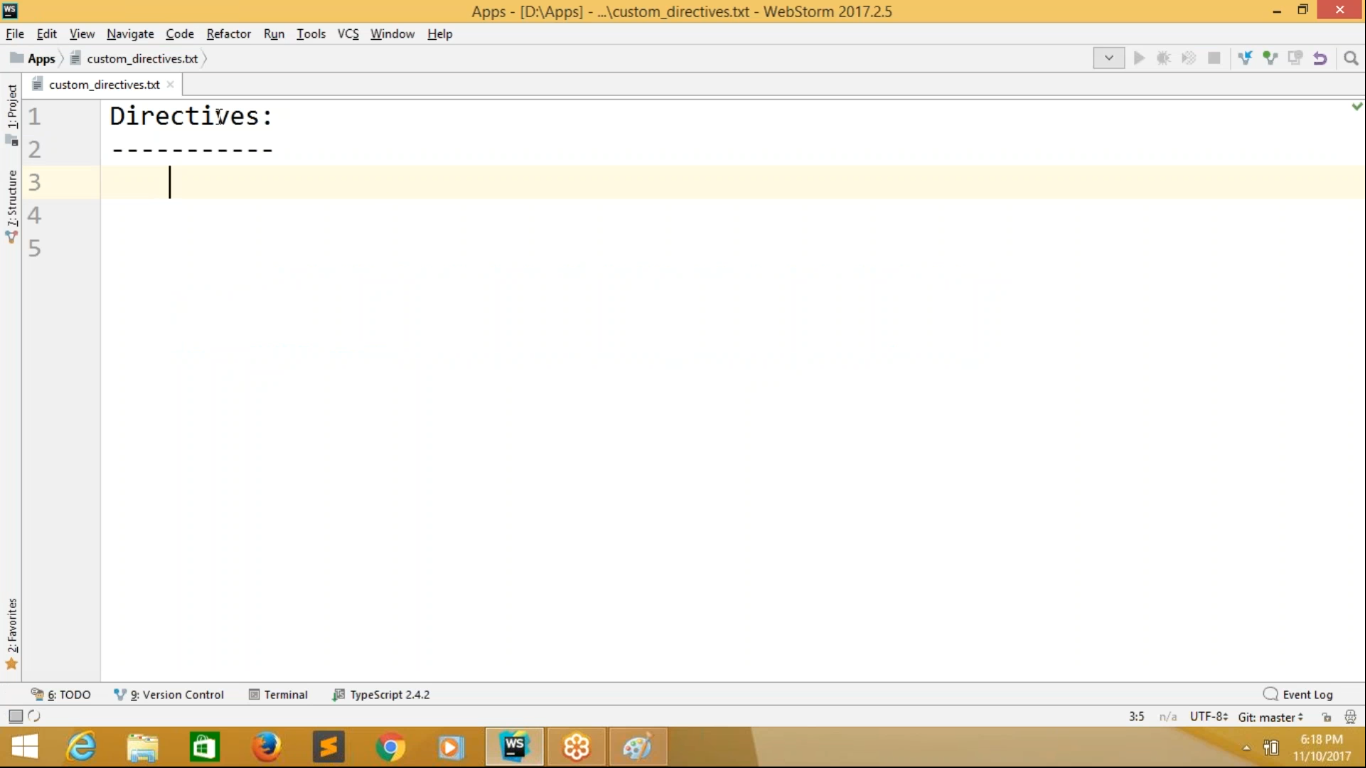 WS Apps - [D:\Apps] - ...\custom_directives.txt - WebStorm 2017.2.5
File Edit View Navigate Code Refactor Run Tools VCS Window Help
Apps custom_directives.txt
custom_directives.txt
1: Project
7: Structure
2: Favorites
1 Directives:
2 -----------
3
4
5
6: TODO 9: Version Control Terminal TypeScript 2.4.2 Event Log
3:5 n/a UTF-8 Git: master
WS
6:18 PM
11/10/2017